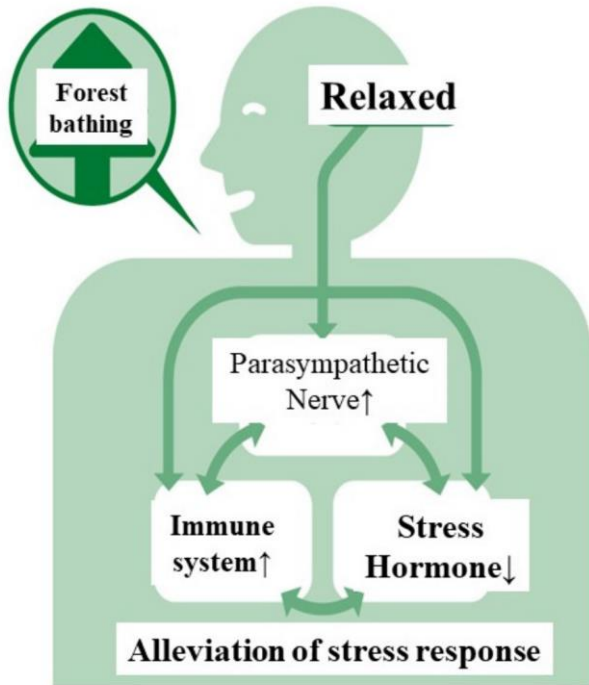 Forest
bathing
Relaxed
Parasympathetic
Nerve↑
Immune
system↑
Stress
Hormone↓
Alleviation of stress response